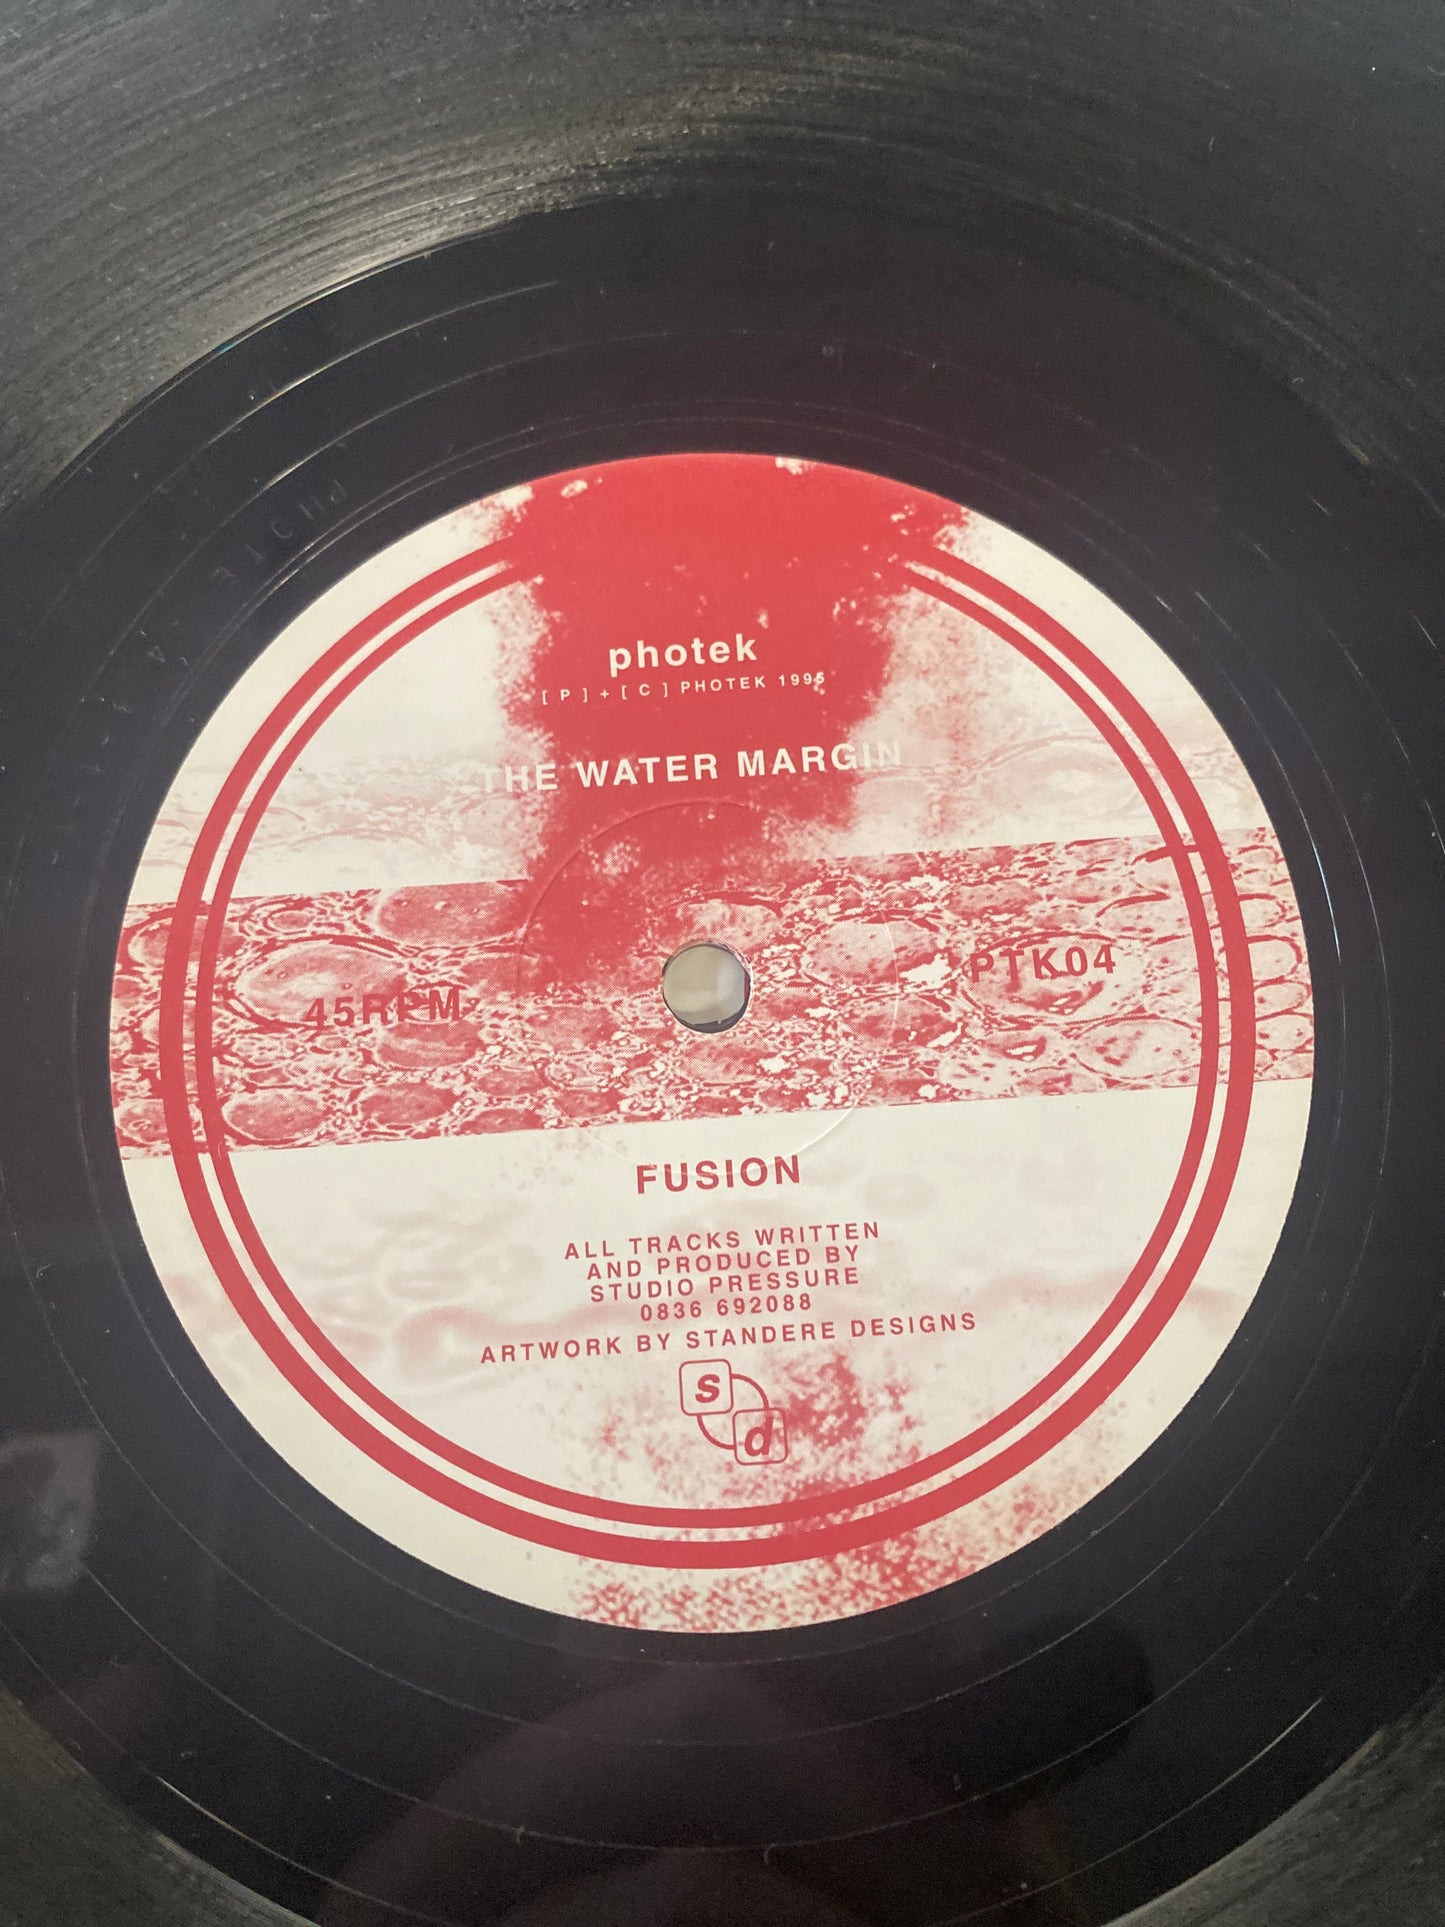 photek
[ P ] + [ C ] PHOTEK 1995
THE WATER MARGIN
45RPM
PTK04
FUSION
ALL TRACKS WRITTEN
AND PRODUCED BY
STUDIO PRESSURE
0836 692088
ARTWORK BY STANDERE DESIGNS
s
d